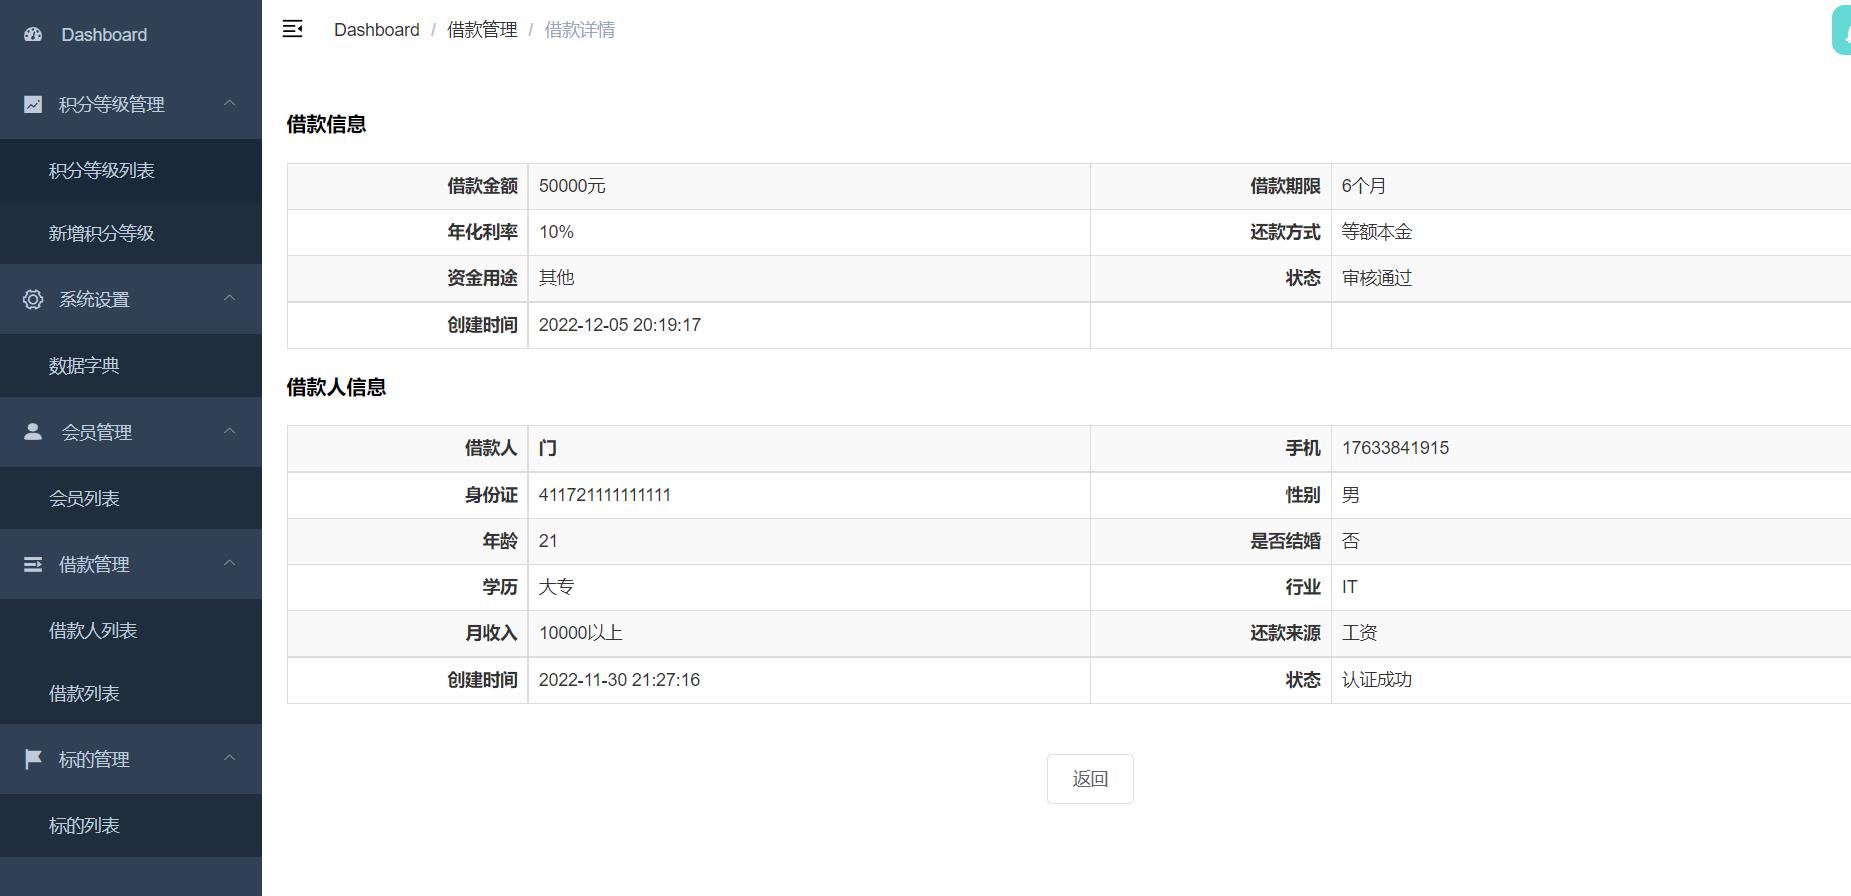 Dashboard
积分等级管理
积分等级列表
新增积分等级
系统设置
数据字典
会员管理
会员列表
借款管理
借款人列表
借款列表
标的管理
标的列表
Dashboard / 借款管理 / 借款详情
借款信息
借款金额 50000元 借款期限 6个月
年化利率 10% 还款方式 等额本金
资金用途 其他 状态 审核通过
创建时间 2022-12-05 20:19:17
借款人信息
借款人 门 手机 17633841915
身份证 411721111111111 性别 男
年龄 21 是否结婚 否
学历 大专 行业 IT
月收入 10000以上 还款来源 工资
创建时间 2022-11-30 21:27:16 状态 认证成功
返回